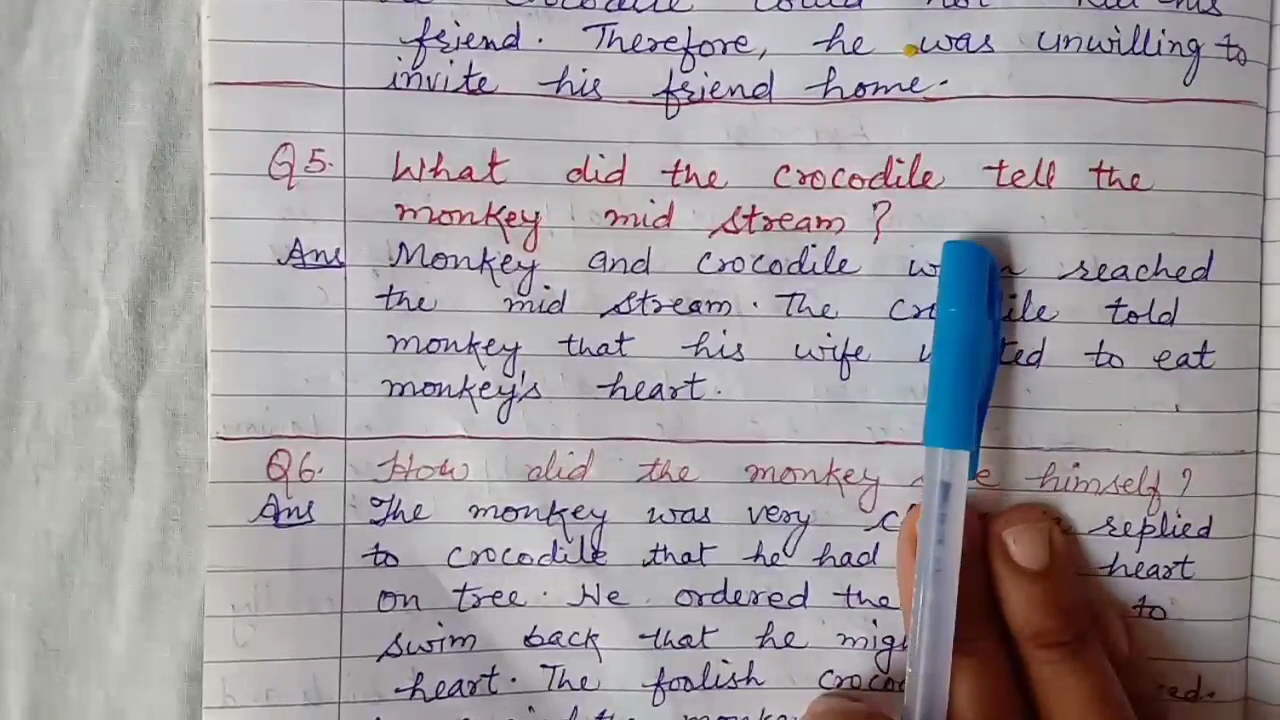 friend. Therefore, he was unwilling to
invite his friend home.
Q5. What did the crocodile tell the
monkey mid stream?
Ans Monkey and crocodile reached
the mid stream. The told
monkey that his wife to eat
monkey's heart.
Q6. How did the monkey himself?
Ans The monkey was very replied
to crocodile that he had heart
on tree. He ordered the to
swim back that he
heart. The foolish